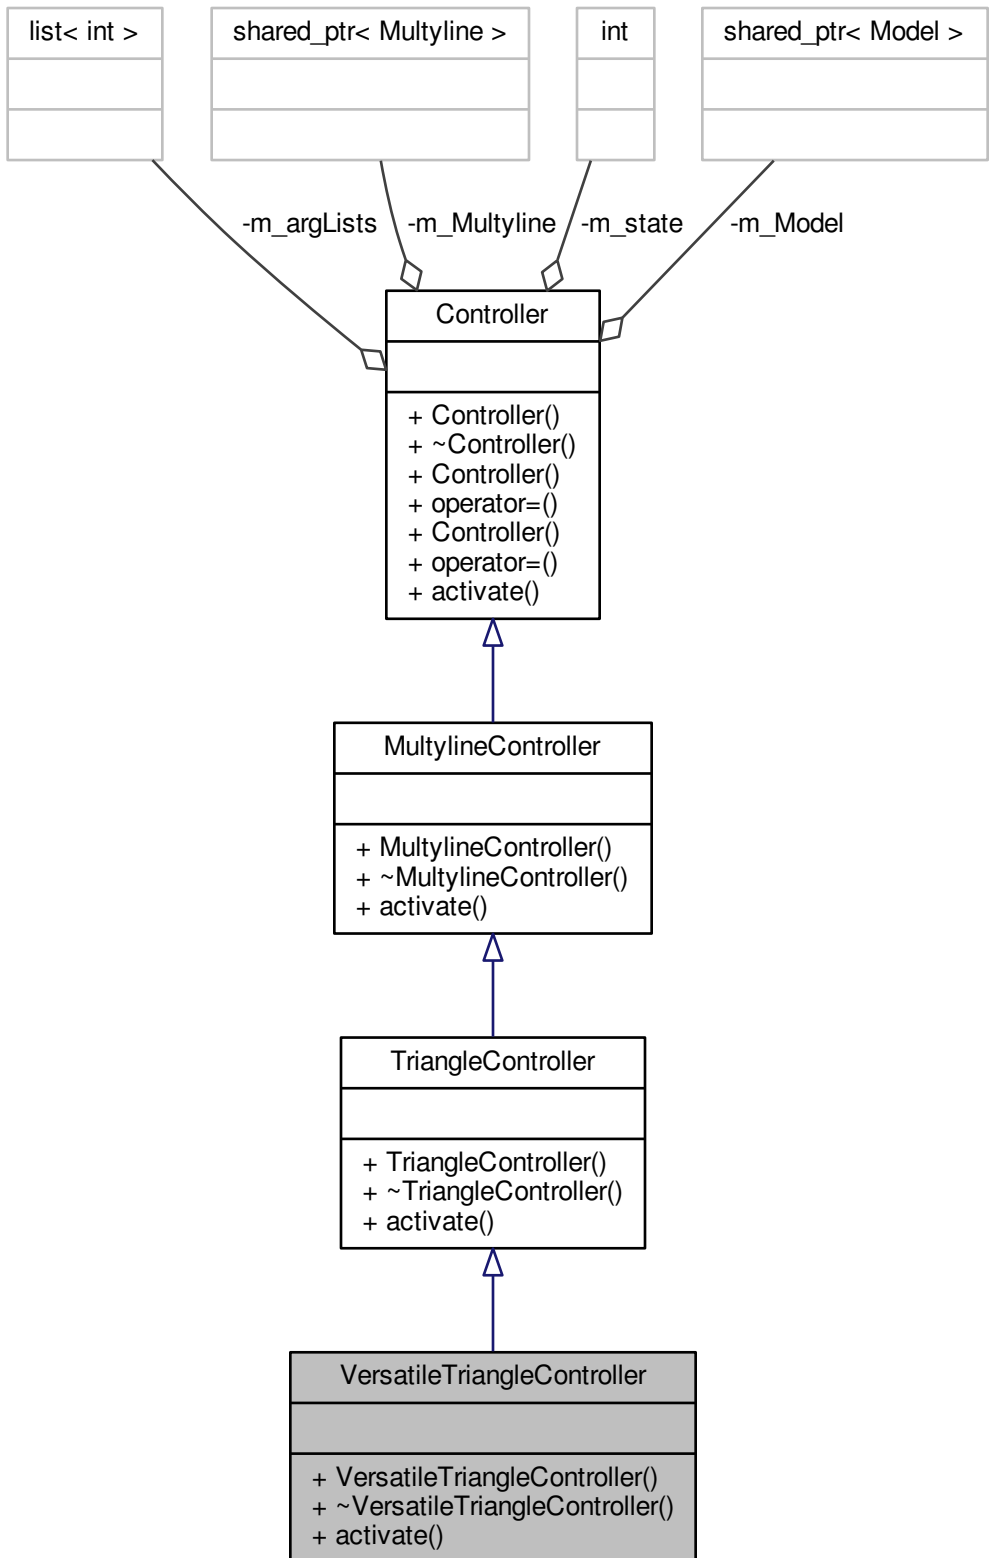 list< int >
shared_ptr< Multyline >
int
shared_ptr< Model >
-m_argLists
-m_Multyline
-m_state
-m_Model
Controller
+ Controller()
+ ~Controller()
+ Controller()
+ operator=()
+ Controller()
+ operator=()
+ activate()
MultylineController
+ MultylineController()
+ ~MultylineController()
+ activate()
TriangleController
+ TriangleController()
+ ~TriangleController()
+ activate()
VersatileTriangleController
+ VersatileTriangleController()
+ ~VersatileTriangleController()
+ activate()